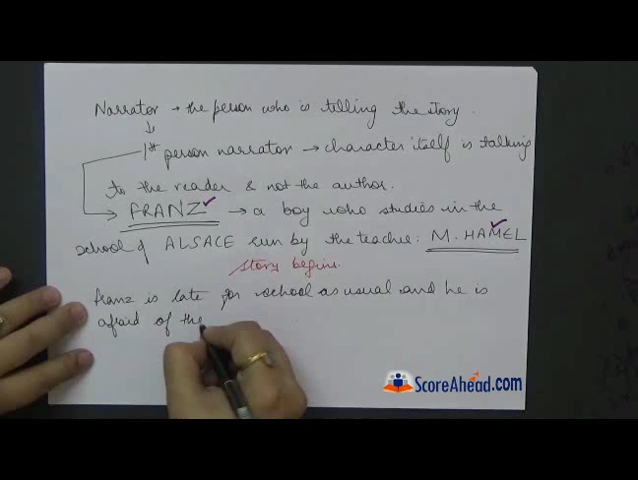 Narrator → the person who is telling the story.
1st person narrator → character itself is talking
to the reader & not the author.
FRANZ → a boy who studies in the
school of ALSACE run by the teacher: M. HAMEL
Story begins.
Franz is late for school as usual and he is
afraid of the
ScoreAhead.com